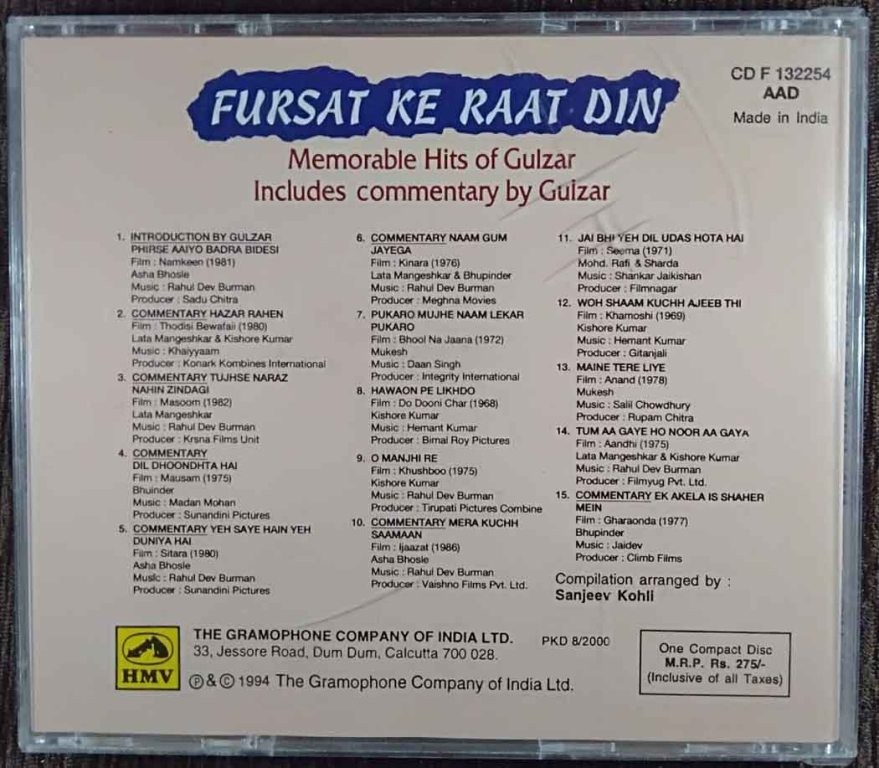 FURSAT KE RAAT DIN
CD F 132254
AAD
Made in India
Memorable Hits of Gulzar
Includes commentary by Gulzar
1. INTRODUCTION BY GULZAR
PHIRSE AAIYO BADRA BIDESI
Film : Namkeen (1981)
Asha Bhosle
Music : Rahul Dev Burman
Producer : Sadu Chitra
2. COMMENTARY HAZAR RAHEN
Film : Thodisi Bewafaii (1980)
Lata Mangeshkar & Kishore Kumar
Music : Khaiyyaam
Producer : Konark Kombines International
3. COMMENTARY TUJHSE NARAZ
NAHIN ZINDAGI
Film : Masoom (1982)
Lata Mangeshkar
Music : Rahul Dev Burman
Producer : Krsna Films Unit
4. COMMENTARY
DIL DHOONDHTA HAI
Film : Mausam (1975)
Bhuinder
Music : Madan Mohan
Producer : Sunandini Pictures
5. COMMENTARY YEH SAYE HAIN YEH
DUNIYA HAI
Film : Sitara (1980)
Asha Bhosle
Music : Rahul Dev Burman
Producer : Sunandini Pictures
6. COMMENTARY NAAM GUM
JAYEGA
Film : Kinara (1976)
Lata Mangeshkar & Bhupinder
Music : Rahul Dev Burman
Producer : Meghna Movies
7. PUKARO MUJHE NAAM LEKAR
PUKARO
Film : Bhool Na Jaana (1972)
Mukesh
Music : Daan Singh
Producer : Integrity International
8. HAWAON PE LIKHDO
Film : Do Dooni Char (1968)
Kishore Kumar
Music : Hemant Kumar
Producer : Bimal Roy Pictures
9. O MANJHI RE
Film : Khushboo (1975)
Kishore Kumar
Music : Rahul Dev Burman
Producer : Tirupati Pictures Combine
10. COMMENTARY MERA KUCHH
SAAMAAN
Film : Ijaazat (1986)
Asha Bhosle
Music : Rahul Dev Burman
Producer : Vaishno Films Pvt. Ltd.
11. JAI BHI YEH DIL UDAS HOTA HAI
Film : Seema (1971)
Mohd. Rafi & Sharda
Music : Shankar Jaikishan
Producer : Filmnagar
12. WOH SHAAM KUCHH AJEEB THI
Film : Khamoshi (1969)
Kishore Kumar
Music : Hemant Kumar
Producer : Gitanjali
13. MAINE TERE LIYE
Film : Anand (1978)
Mukesh
Music : Salil Chowdhury
Producer : Rupam Chitra
14. TUM AA GAYE HO NOOR AA GAYA
Film : Aandhi (1975)
Lata Mangeshkar & Kishore Kumar
Music : Rahul Dev Burman
Producer : Filmyug Pvt. Ltd.
15. COMMENTARY EK AKELA IS SHAHER
MEIN
Film : Gharaonda (1977)
Bhupinder
Music : Jaidev
Producer : Climb Films
Compilation arranged by :
Sanjeev Kohli
HMV
THE GRAMOPHONE COMPANY OF INDIA LTD.
33, Jessore Road, Dum Dum, Calcutta 700 028.
℗ & © 1994 The Gramophone Company of India Ltd.
PKD 8/2000
One Compact Disc
M.R.P. Rs. 275/-
(Inclusive of all Taxes)